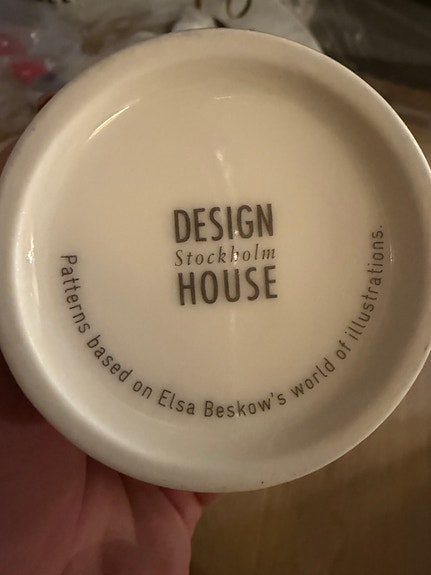 DESIGN
Stockholm
HOUSE
Patterns based on Elsa Beskow's world of illustrations.